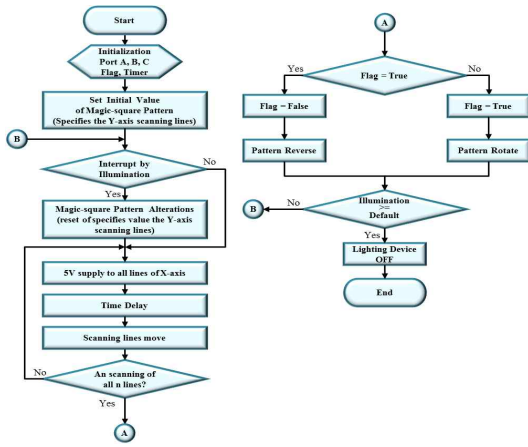 Start
Initialization
Port A, B, C
Flag, Timer
Set Initial Value
of Magic-square Pattern
(Specifies the Y-axis scanning lines)
B
Interrupt by
Illumination
No
Yes
Magic-square Pattern Alterations
(reset of specifies value the Y-axis
scanning lines)
5V supply to all lines of X-axis
Time Delay
Scanning lines move
An scanning of
all n lines?
No
Yes
A
A
Flag = True
Yes
No
Flag = False
Flag = True
Pattern Reverse
Pattern Rotate
Illumination
>=
Default
No
B
Yes
Lighting Device
OFF
End